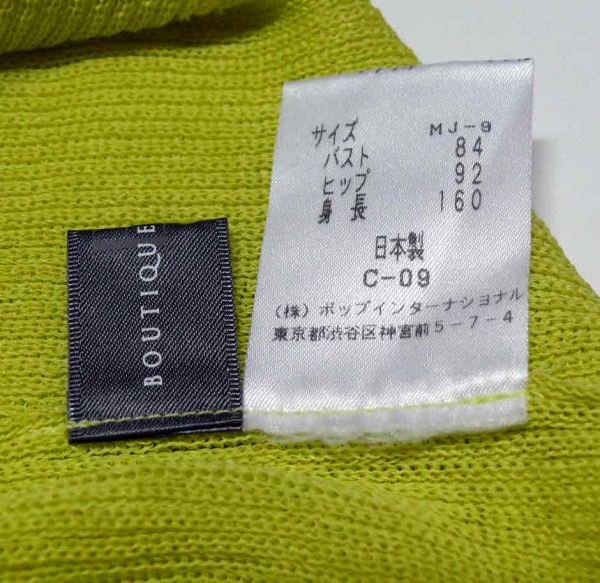 BOUTIQUE
サイズ MJ-9
バスト 84
ヒップ 92
身長 160
日本製
C-09
(株)ポップインターナショナル
東京都渋谷区神宮前5-7-4